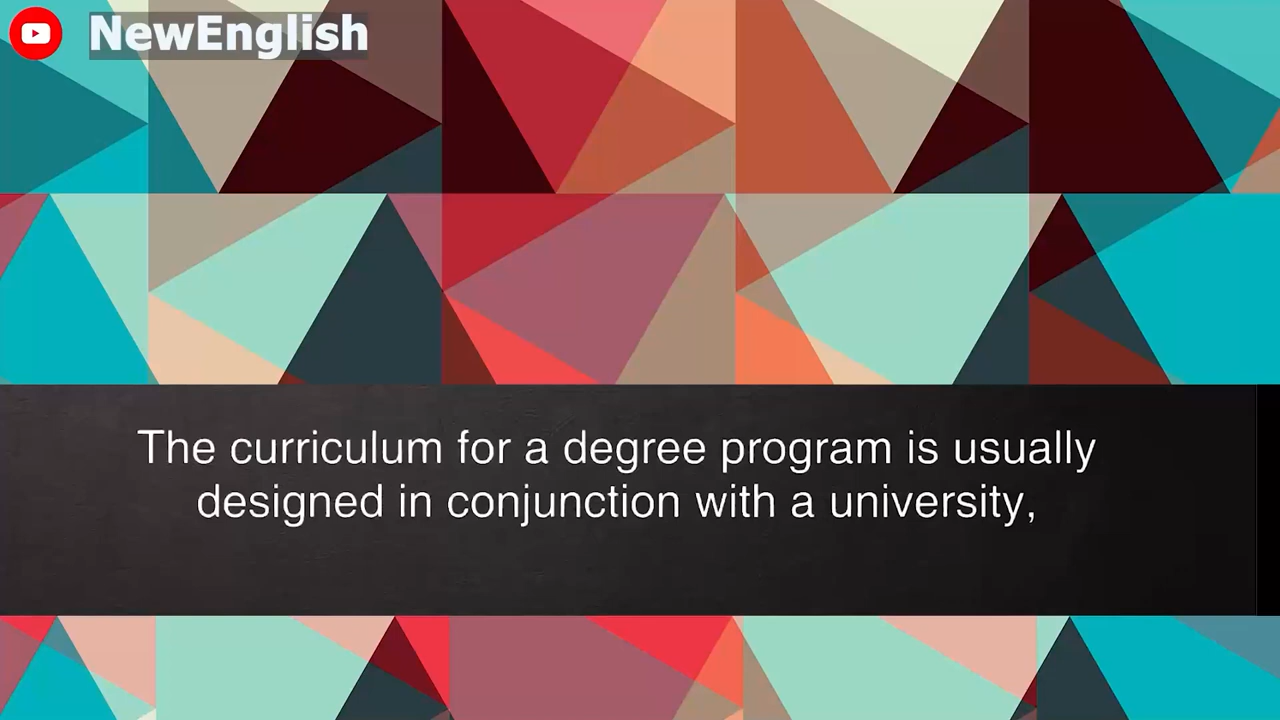 NewEnglish
The curriculum for a degree program is usually
designed in conjunction with a university,